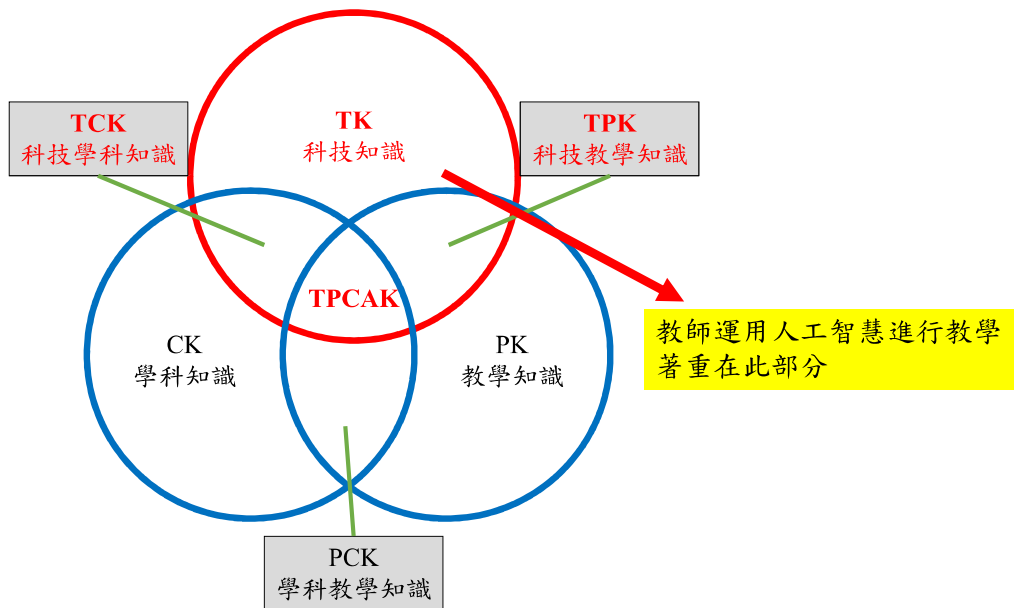 TCK
科技學科知識
TK
科技知識
TPK
科技教學知識
TPCAK
CK
學科知識
PK
教學知識
教師運用人工智慧進行教學
著重在此部分
PCK
學科教學知識